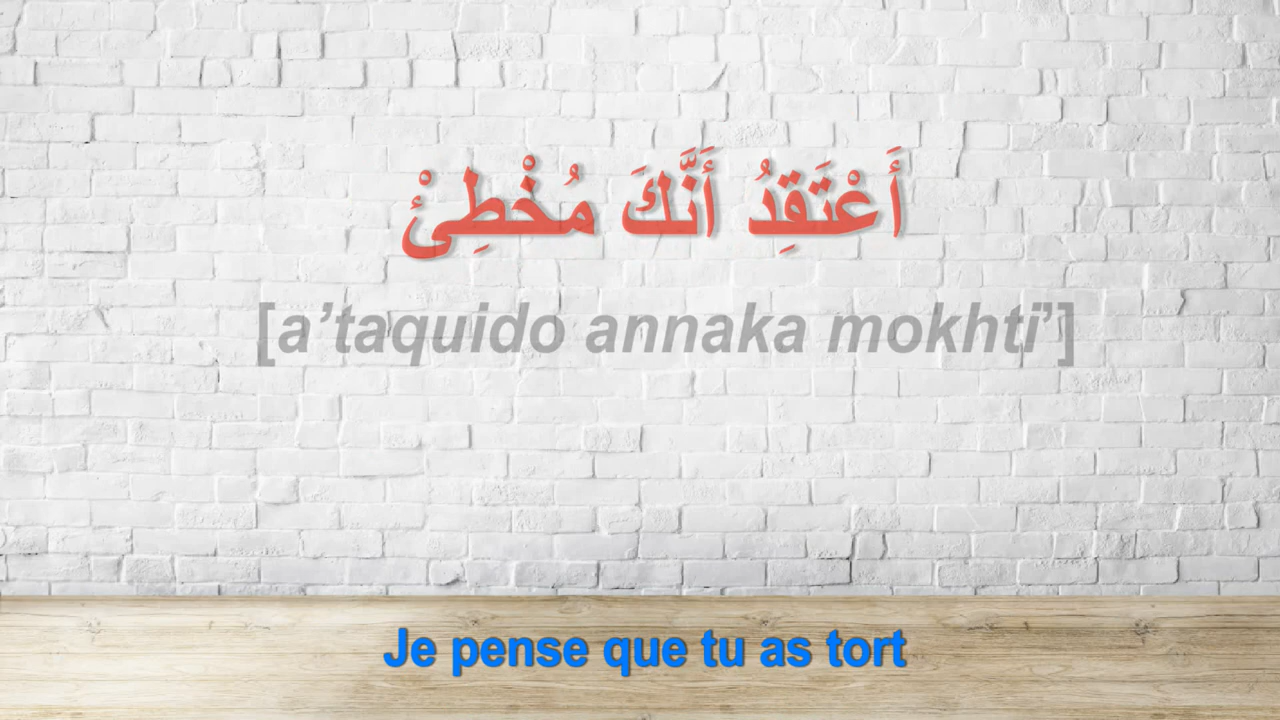 أَعْتَقِدُ أَنَّكَ مُخْطِئْ
[a’taquido annaka mokhti’]
Je pense que tu as tort